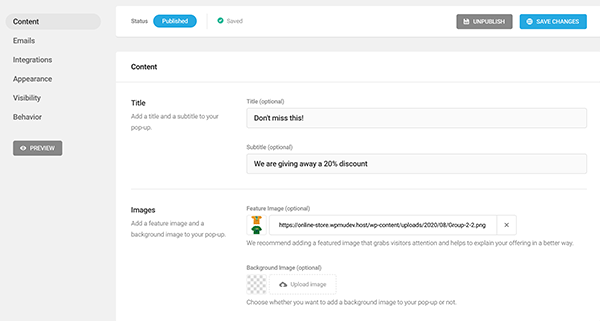 Content
Emails
Integrations
Appearance
Visibility
Behavior
PREVIEW
Status Published Saved UNPUBLISH SAVE CHANGES
Content
Title
Add a title and a subtitle to your
pop-up.
Title (optional)
Don't miss this!
Subtitle (optional)
We are giving away a 20% discount
Images
Add a feature image and a
background image to your pop-up.
Feature Image (optional)
https://online-store.wpmudev.host/wp-content/uploads/2020/08/Group-2-2.png
We recommend adding a featured image that grabs visitors attention and helps to explain your offering in a better way.
Background Image (optional)
Upload image
Choose whether you want to add a background image to your pop-up or not.